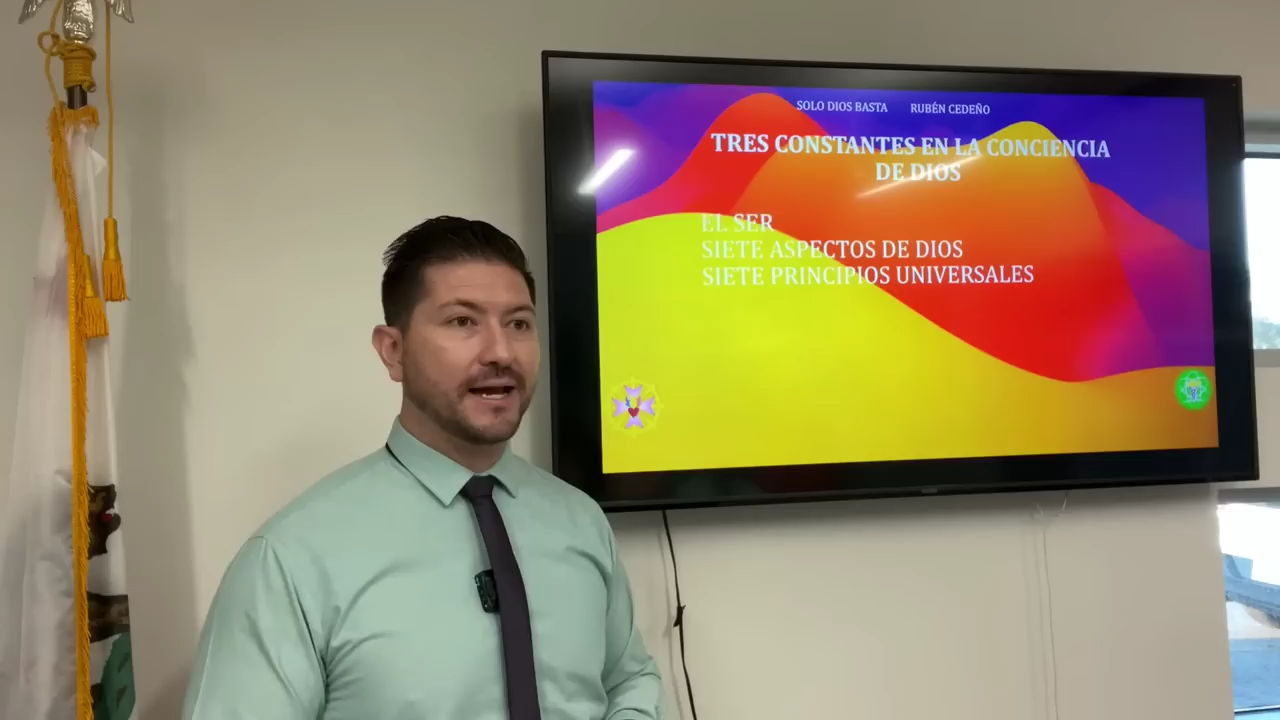 SOLO DIOS BASTA RUBÉN CEDEÑO
TRES CONSTANTES EN LA CONCIENCIA
DE DIOS
EL SER
SIETE ASPECTOS DE DIOS
SIETE PRINCIPIOS UNIVERSALES